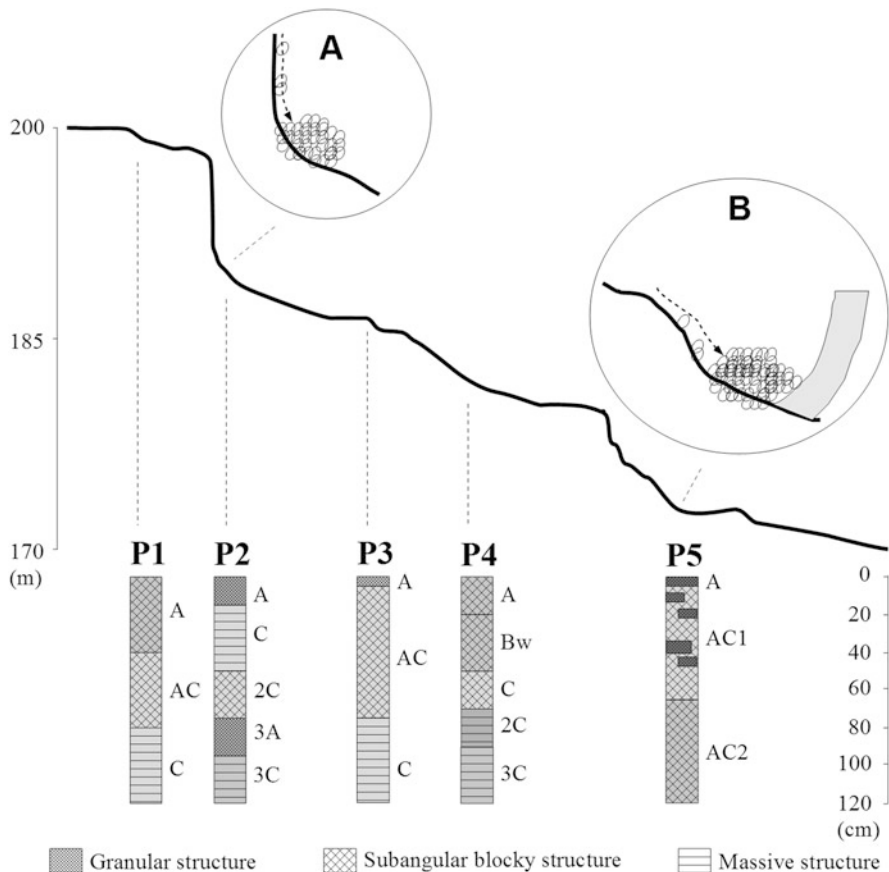 A
200
B
185
170
(m)
P1 P2 P3 P4 P5
A
AC
C
A
C
2C
3A
3C
A
AC
C
A
Bw
C
2C
3C
A
AC1
AC2
0
20
40
60
80
100
120
(cm)
Granular structure Subangular blocky structure Massive structure